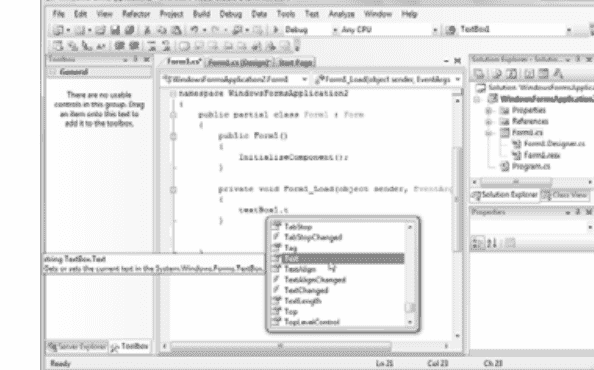 File Edit View Refactor Project Build Debug Data Tools Test Analyze Window Help
Debug Any CPU TextBox1
Toolbox
General
There are no usable
controls in this group. Drag
an item onto this text to
add it to the toolbox.
Server Explorer Toolbox
Form1.cs* Form1.cs [Design]* Start Page
WindowsFormsApplication2.Form1 Form1_Load(object sender, EventArgs
namespace WindowsFormsApplication2
{
public partial class Form1 : Form
{
public Form1()
{
InitializeComponent();
}
private void Form1_Load(object sender, EventArg
{
textBox1.t
}
}
TabStop
TabStopChanged
Tag
Text
TextAlign
TextAlignChanged
TextChanged
TextLength
Top
TopLevelControl
string TextBox.Text
Gets or sets the current text in the System.Windows.Forms.TextBox.
Solution Explorer - Solution...
Solution 'WindowsFormsApplic
WindowsFormsApplication
Properties
References
Form1.cs
Form1.Designer.cs
Form1.resx
Program.cs
Solution Explorer Class View
Properties
Ready Ln 21 Col 23 Ch 23